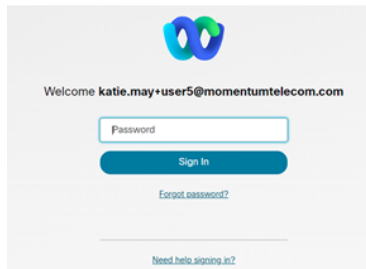 Welcome katie.may+user5@momentumtelecom.com
Password
Sign In
Forgot password?
Need help signing in?